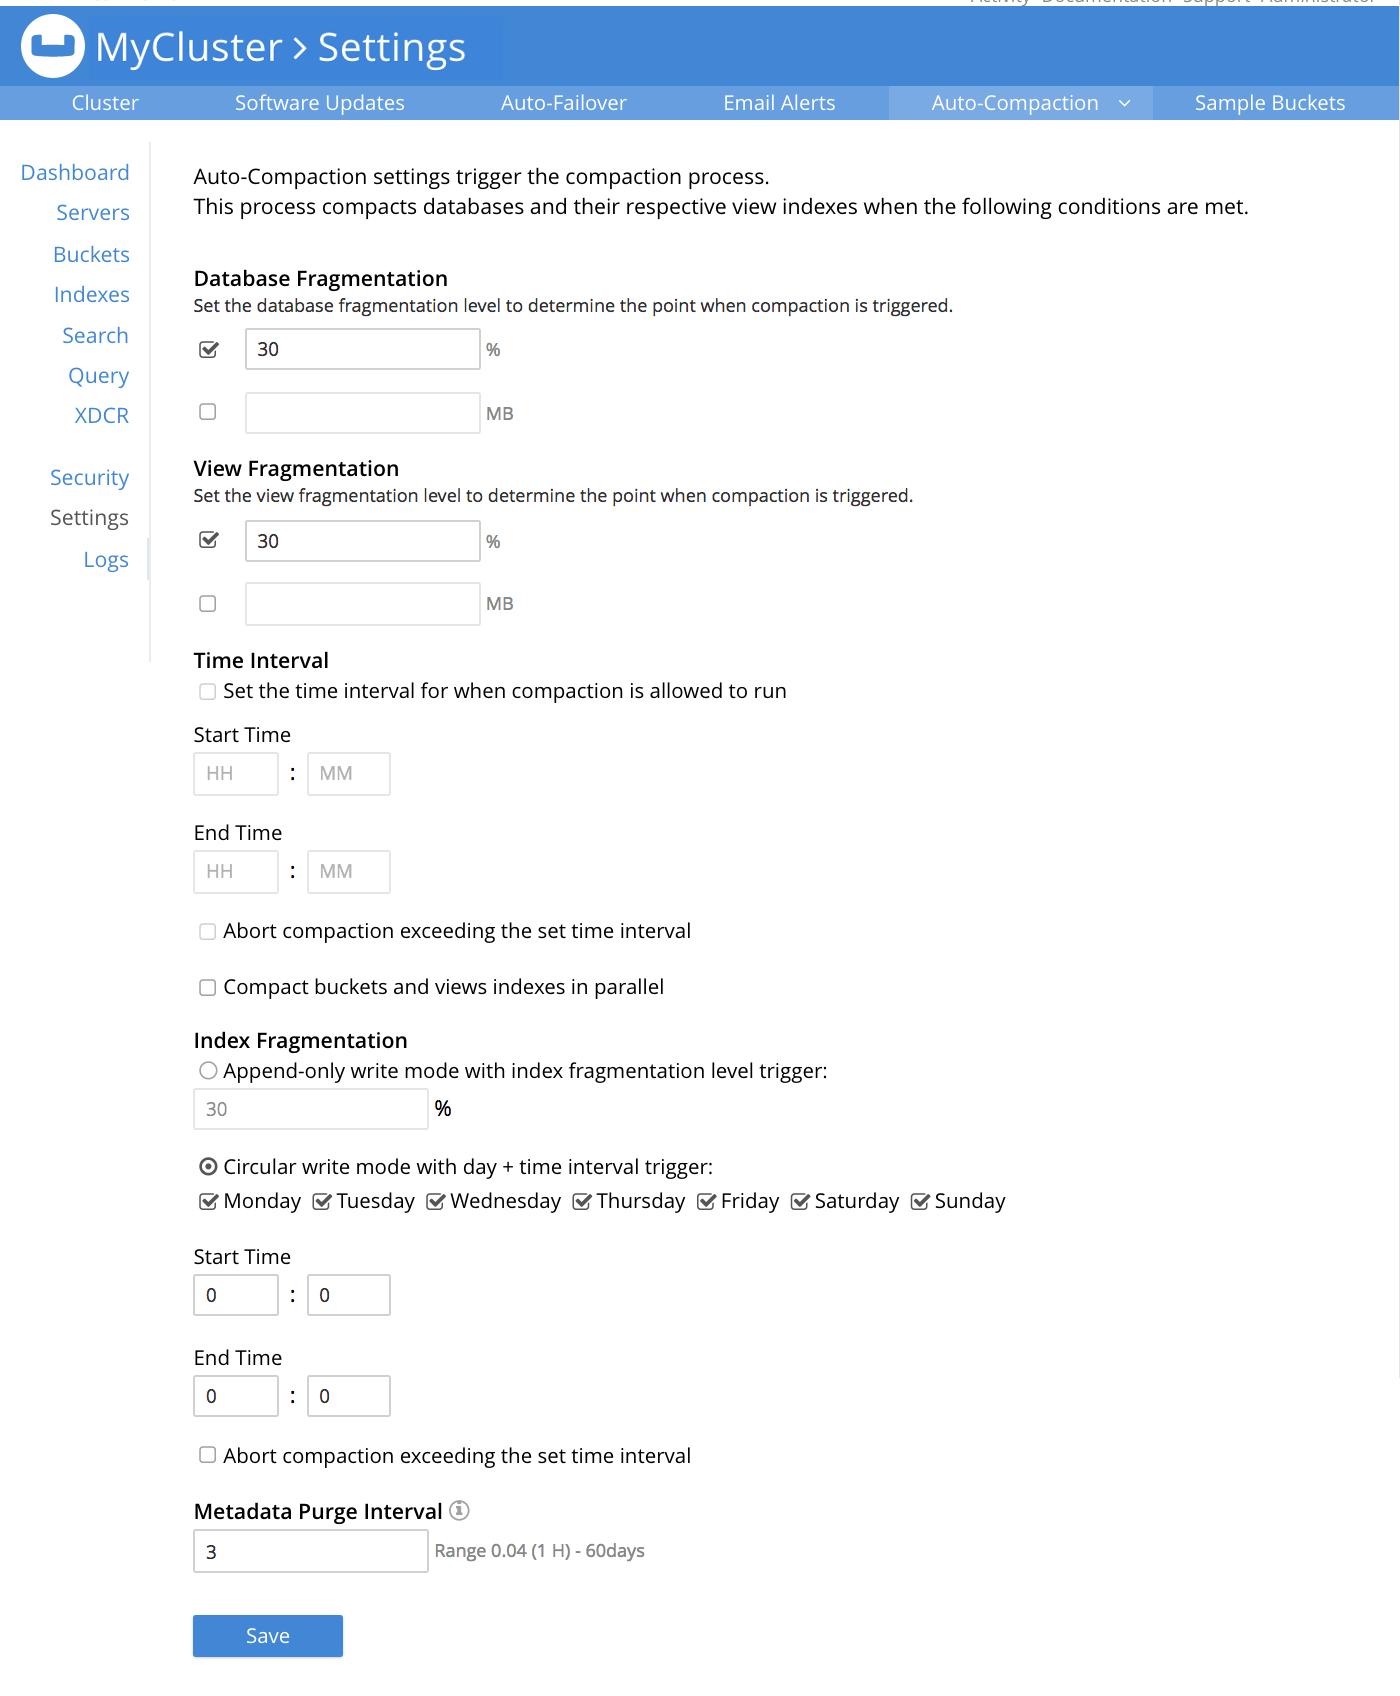 Activity Documentation Support Administrator
MyCluster > Settings
Cluster Software Updates Auto-Failover Email Alerts Auto-Compaction Sample Buckets
Dashboard
Servers
Buckets
Indexes
Search
Query
XDCR
Security
Settings
Logs
Auto-Compaction settings trigger the compaction process.
This process compacts databases and their respective view indexes when the following conditions are met.
Database Fragmentation
Set the database fragmentation level to determine the point when compaction is triggered.
30 %
MB
View Fragmentation
Set the view fragmentation level to determine the point when compaction is triggered.
30 %
MB
Time Interval
Set the time interval for when compaction is allowed to run
Start Time
HH : MM
End Time
HH : MM
Abort compaction exceeding the set time interval
Compact buckets and views indexes in parallel
Index Fragmentation
Append-only write mode with index fragmentation level trigger:
30 %
Circular write mode with day + time interval trigger:
Monday Tuesday Wednesday Thursday Friday Saturday Sunday
Start Time
0 : 0
End Time
0 : 0
Abort compaction exceeding the set time interval
Metadata Purge Interval
3 Range 0.04 (1 H) - 60days
Save